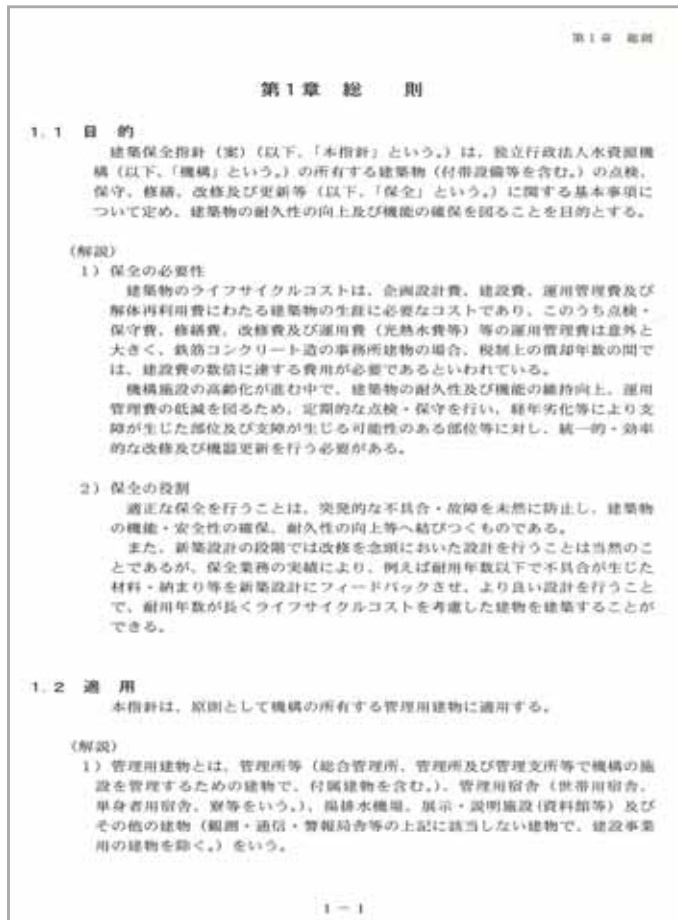 第1章 総則
第1章 総 則
1.1 目 的
建築保全指針(案)(以下、「本指針」という。)は、独立行政法人水資源機
構(以下、「機構」という。)の所有する建築物(付帯設備等を含む。)の点検、
保守、修繕、改修及び更新等(以下、「保全」という。)に関する基本事項に
ついて定め、建築物の耐久性の向上及び機能の確保を図ることを目的とする。
(解説)
1)保全の必要性
建築物のライフサイクルコストは、企画設計費、建設費、運用管理費及び
解体再利用費にわたる建築物の生涯に必要なコストであり、このうち点検・
保守費、修繕費、改修費及び運用費(光熱水費等)等の運用管理費は意外と
大きく、鉄筋コンクリート造の事務所建物の場合、税制上の償却年数の間で
は、建設費の数倍に達する費用が必要であるといわれている。
機構施設の高齢化が進む中で、建築物の耐久性及び機能の維持向上、運用
管理費の低減を図るため、定期的な点検・保守を行い、経年劣化等により支
障が生じた部位及び支障が生じる可能性のある部位等に対し、統一的・効率
的な改修及び機器更新を行う必要がある。
2)保全の役割
適正な保全を行うことは、突発的な不具合・故障を未然に防止し、建築物
の機能・安全性の確保、耐久性の向上等へ結びつくものである。
また、新築設計の段階では改修を念頭においた設計を行うことは当然のこ
とであるが、保全業務の実績により、例えば耐用年数以下で不具合が生じた
材料・納まり等を新築設計にフィードバックさせ、より良い設計を行うこと
で、耐用年数が長くライフサイクルコストを考慮した建物を建築することが
できる。
1.2 適 用
本指針は、原則として機構の所有する管理用建物に適用する。
(解説)
1)管理用建物とは、管理所等(総合管理所、管理所及び管理支所等で機構の施
設を管理するための建物で、付属建物を含む。)、管理用宿舎(世帯用宿舎、
単身者用宿舎、寮等をいう。)、揚排水機場、展示・説明施設(資料館等)及び
その他の建物(観測・通信・警報局舎等の上記に該当しない建物で、建設事業
用の建物を除く。)をいう。
1-1